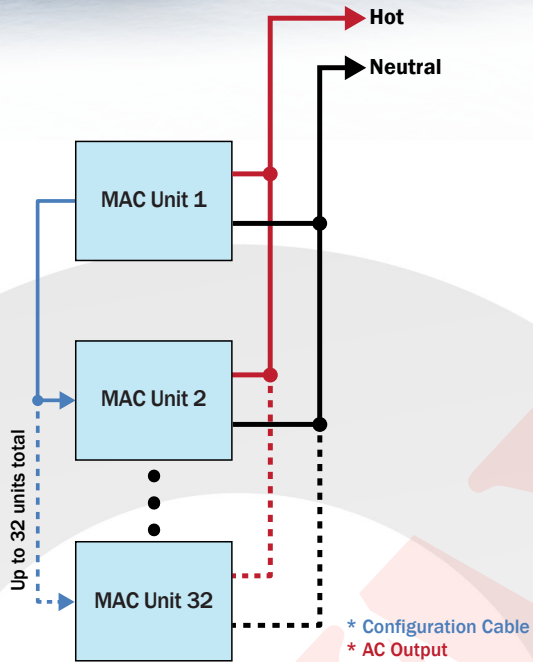 Hot
Neutral
MAC Unit 1
MAC Unit 2
Up to 32 units total
MAC Unit 32
* Configuration Cable
* AC Output